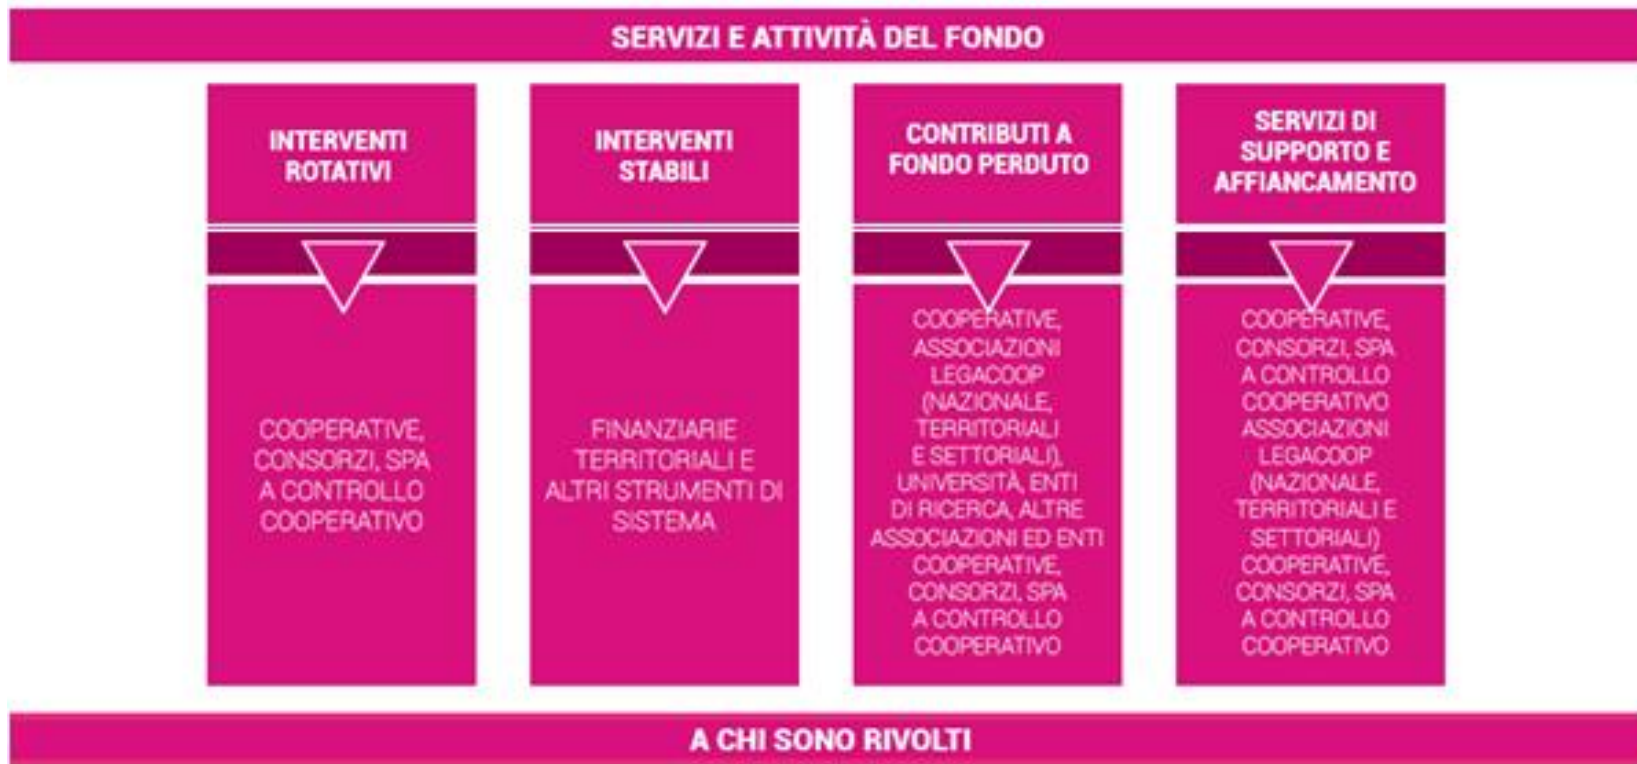 SERVIZI E ATTIVITÀ DEL FONDO
INTERVENTI
ROTATIVI
COOPERATIVE,
CONSORZI, SPA
A CONTROLLO
COOPERATIVO
INTERVENTI
STABILI
FINANZIARIE
TERRITORIALI E
ALTRI STRUMENTI DI
SISTEMA
CONTRIBUTI A
FONDO PERDUTO
COOPERATIVE,
ASSOCIAZIONI
LEGACOOP
(NAZIONALE,
TERRITORIALI
E SETTORIALI),
UNIVERSITÀ, ENTI
DI RICERCA, ALTRE
ASSOCIAZIONI ED ENTI
COOPERATIVE,
CONSORZI, SPA
A CONTROLLO
COOPERATIVO
SERVIZI DI
SUPPORTO E
AFFIANCAMENTO
COOPERATIVE,
CONSORZI, SPA
A CONTROLLO
COOPERATIVO
ASSOCIAZIONI
LEGACOOP
(NAZIONALE,
TERRITORIALI E
SETTORIALI)
COOPERATIVE,
CONSORZI, SPA
A CONTROLLO
COOPERATIVO
A CHI SONO RIVOLTI